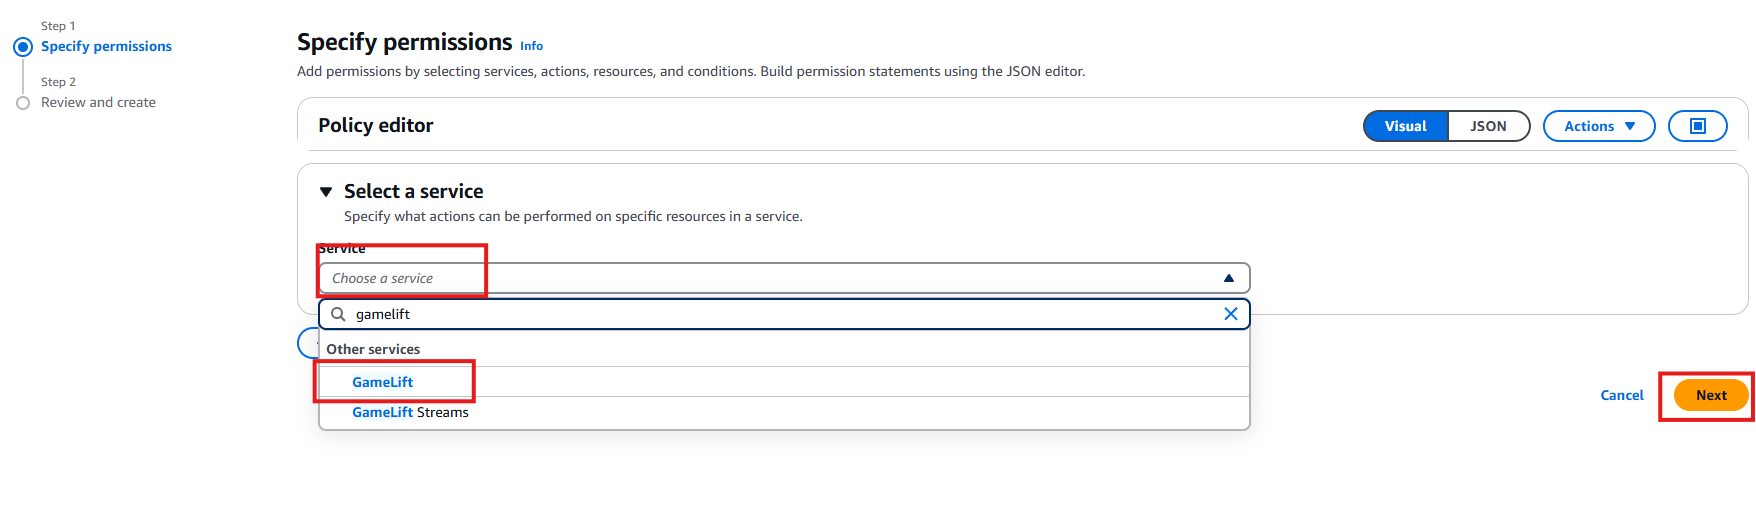 Step 1
Specify permissions
Step 2
Review and create
Specify permissions Info
Add permissions by selecting services, actions, resources, and conditions. Build permission statements using the JSON editor.
Policy editor
Visual JSON Actions
Select a service
Specify what actions can be performed on specific resources in a service.
Service
Choose a service
gamelift
Other services
GameLift
GameLift Streams
Cancel Next